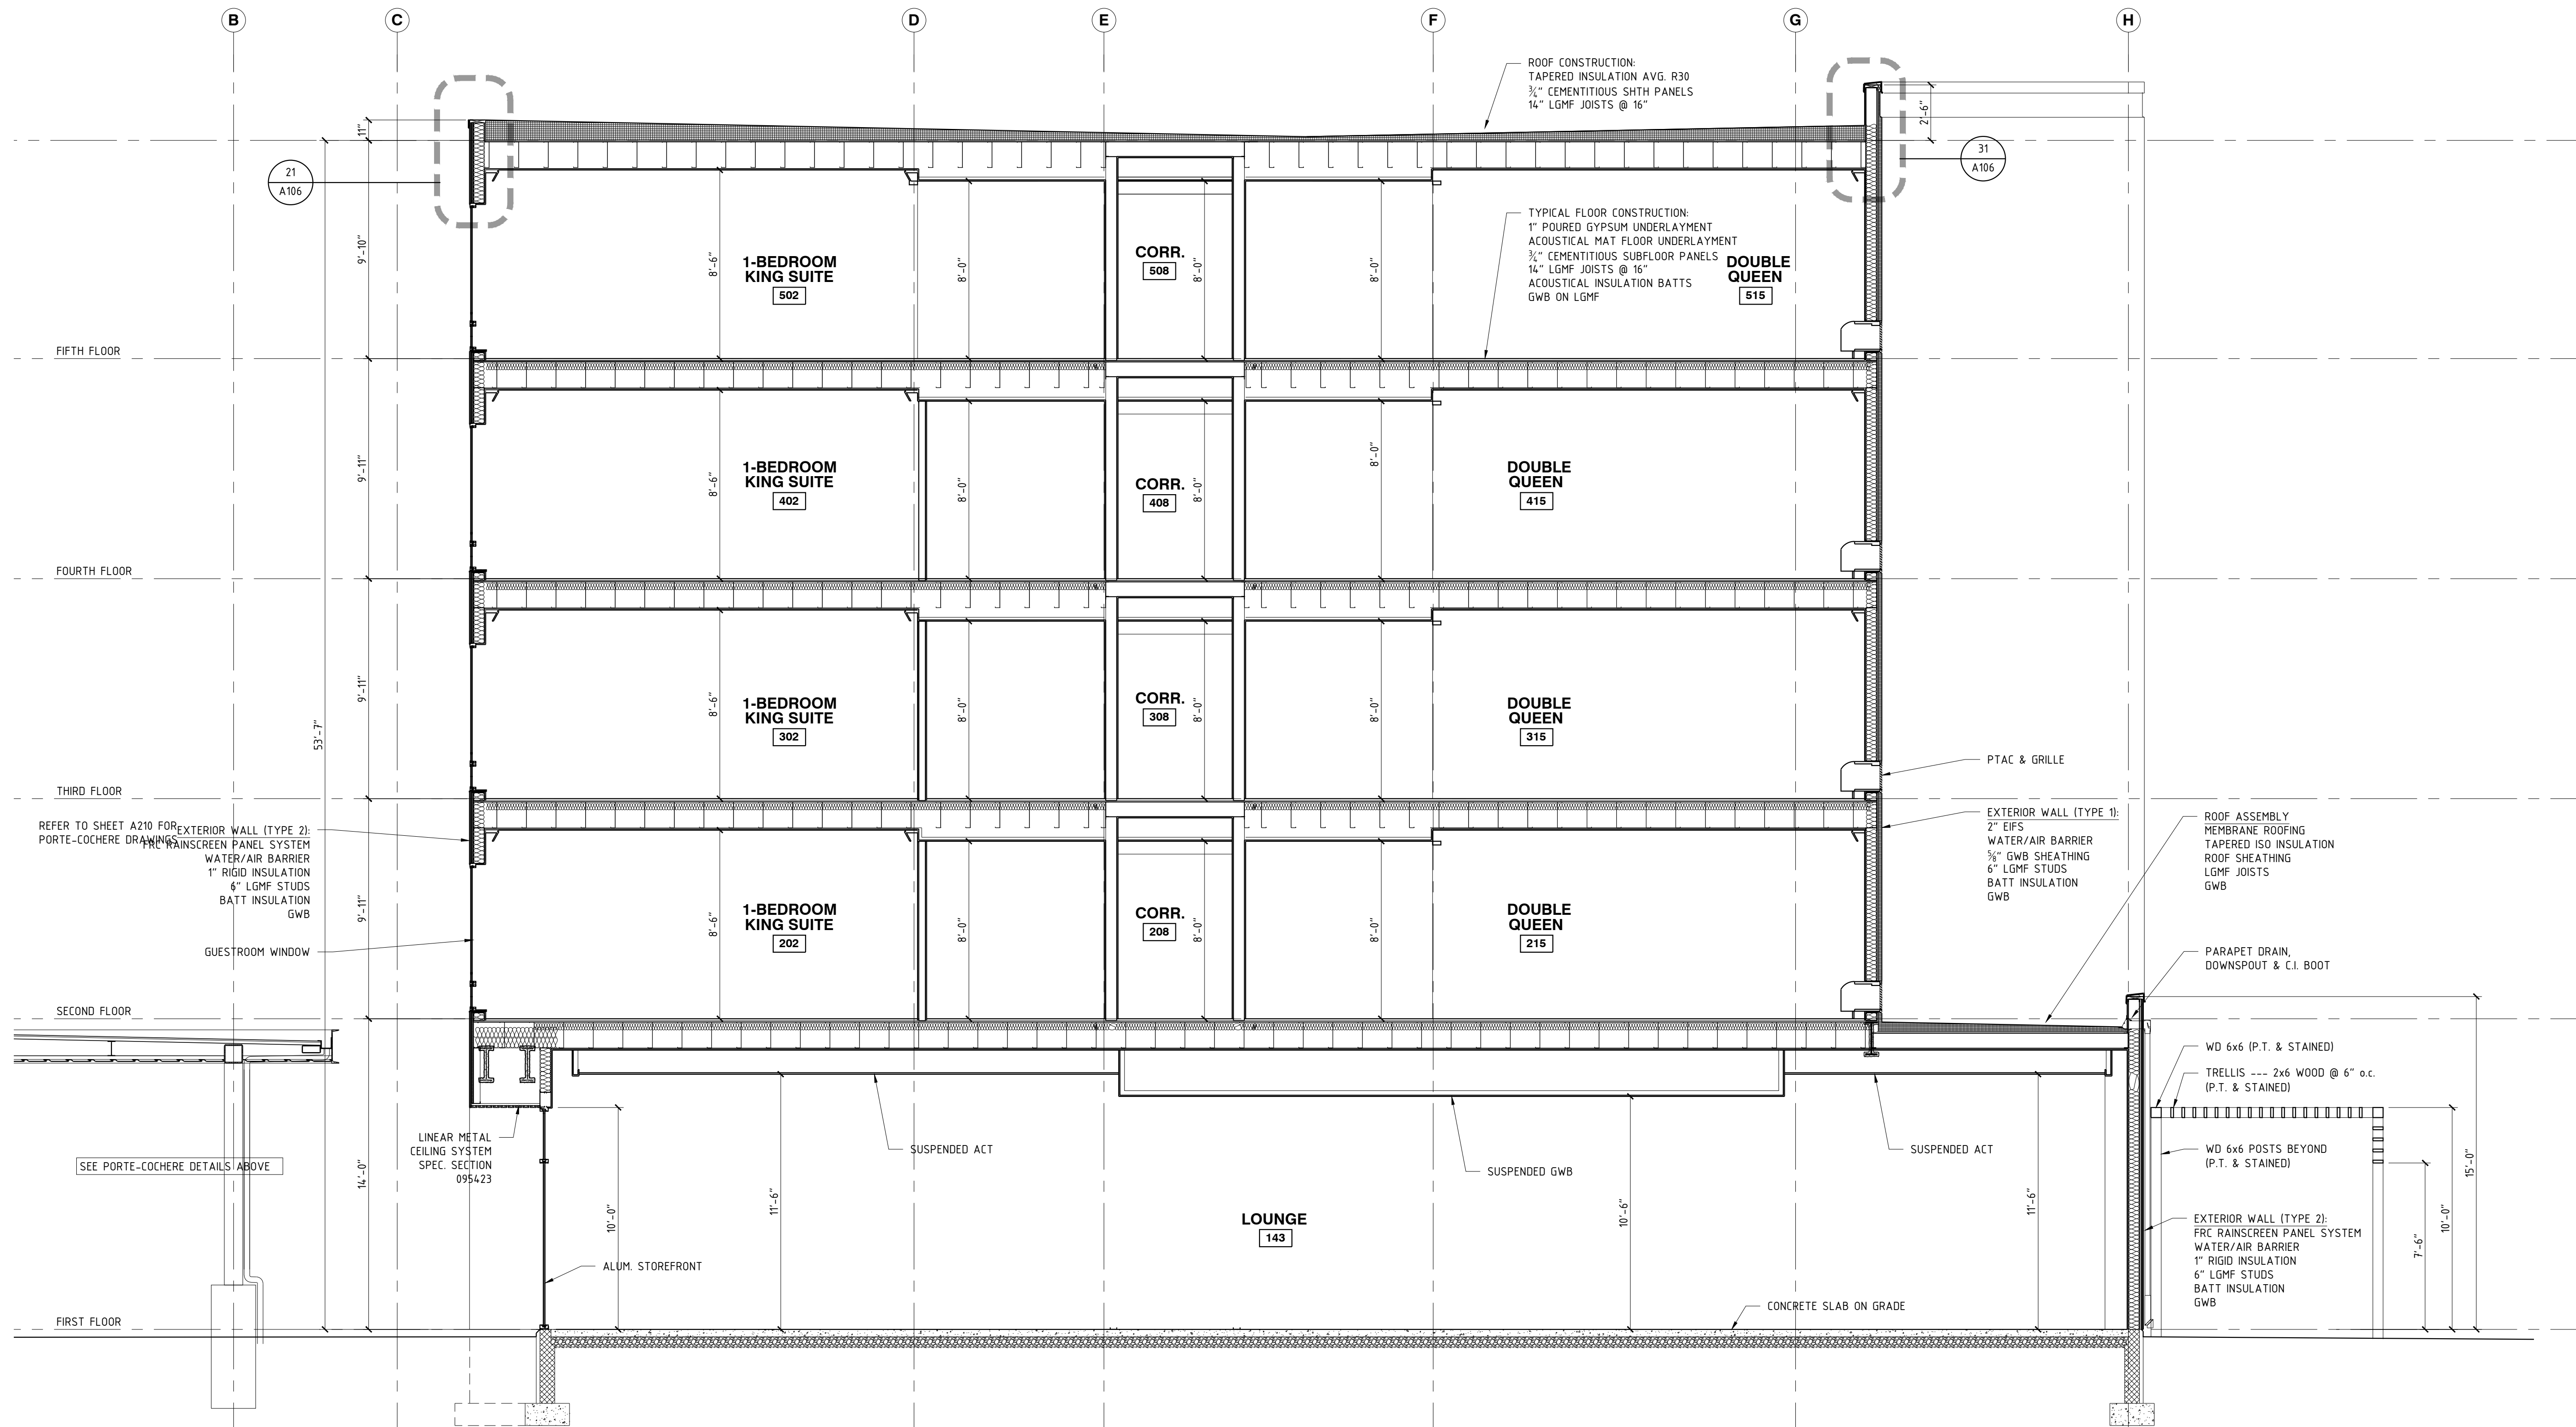 B
C
D
E
F
G
H
ROOF CONSTRUCTION:
TAPERED INSULATION AVG. R30
3/4" CEMENTITIOUS SHTH PANELS
14" LGMF JOISTS @ 16"
11"
2'-6"
21
A106
31
A106
TYPICAL FLOOR CONSTRUCTION:
1" POURED GYPSUM UNDERLAYMENT
ACOUSTICAL MAT FLOOR UNDERLAYMENT
3/4" CEMENTITIOUS SUBFLOOR PANELS
14" LGMF JOISTS @ 16"
ACOUSTICAL INSULATION BATTS
GWB ON LGMF
9'-10"
1-BEDROOM
KING SUITE
502
8'-6"
8'-0"
CORR.
508
8'-0"
8'-0"
DOUBLE
QUEEN
515
FIFTH FLOOR
9'-11"
1-BEDROOM
KING SUITE
402
8'-6"
8'-0"
CORR.
408
8'-0"
8'-0"
DOUBLE
QUEEN
415
FOURTH FLOOR
9'-11"
53'-7"
1-BEDROOM
KING SUITE
302
8'-6"
8'-0"
CORR.
308
8'-0"
8'-0"
DOUBLE
QUEEN
315
PTAC & GRILLE
THIRD FLOOR
REFER TO SHEET A210 FOR
PORTE-COCHERE DRAWINGS
EXTERIOR WALL (TYPE 2):
FRC RAINSCREEN PANEL SYSTEM
WATER/AIR BARRIER
1" RIGID INSULATION
6" LGMF STUDS
BATT INSULATION
GWB
GUESTROOM WINDOW
9'-11"
1-BEDROOM
KING SUITE
202
8'-6"
8'-0"
CORR.
208
8'-0"
8'-0"
DOUBLE
QUEEN
215
EXTERIOR WALL (TYPE 1):
2" EIFS
WATER/AIR BARRIER
5/8" GWB SHEATHING
6" LGMF STUDS
BATT INSULATION
GWB
ROOF ASSEMBLY
MEMBRANE ROOFING
TAPERED ISO INSULATION
ROOF SHEATHING
LGMF JOISTS
GWB
PARAPET DRAIN,
DOWNSPOUT & C.I. BOOT
SECOND FLOOR
WD 6x6 (P.T. & STAINED)
TRELLIS --- 2x6 WOOD @ 6" o.c.
(P.T. & STAINED)
WD 6x6 POSTS BEYOND
(P.T. & STAINED)
LINEAR METAL
CEILING SYSTEM
SPEC. SECTION
095423
SEE PORTE-COCHERE DETAILS ABOVE
SUSPENDED ACT
SUSPENDED GWB
SUSPENDED ACT
14'-0"
10'-0"
11'-6"
LOUNGE
143
10'-6"
11'-6"
15'-0"
10'-0"
7'-6"
EXTERIOR WALL (TYPE 2):
FRC RAINSCREEN PANEL SYSTEM
WATER/AIR BARRIER
1" RIGID INSULATION
6" LGMF STUDS
BATT INSULATION
GWB
ALUM. STOREFRONT
CONCRETE SLAB ON GRADE
FIRST FLOOR